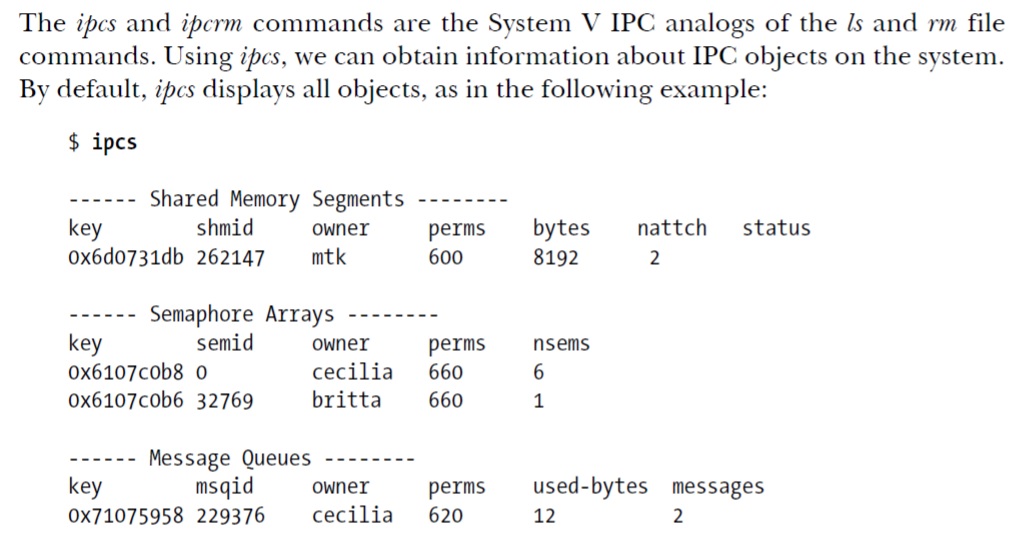 The ipcs and ipcrm commands are the System V IPC analogs of the ls and rm file
commands. Using ipcs, we can obtain information about IPC objects on the system.
By default, ipcs displays all objects, as in the following example:
$ ipcs
------ Shared Memory Segments --------
key shmid owner perms bytes nattch status
0x6d0731db 262147 mtk 600 8192 2
------ Semaphore Arrays --------
key semid owner perms nsems
0x6107c0b8 0 cecilia 660 6
0x6107c0b6 32769 britta 660 1
------ Message Queues --------
key msqid owner perms used-bytes messages
0x71075958 229376 cecilia 620 12 2